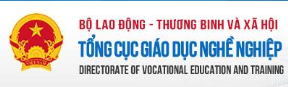 BỘ LAO ĐỘNG - THƯƠNG BINH VÀ XÃ HỘI
TỔNG CỤC GIÁO DỤC NGHỀ NGHIỆP
DIRECTORATE OF VOCATIONAL EDUCATION AND TRAINING